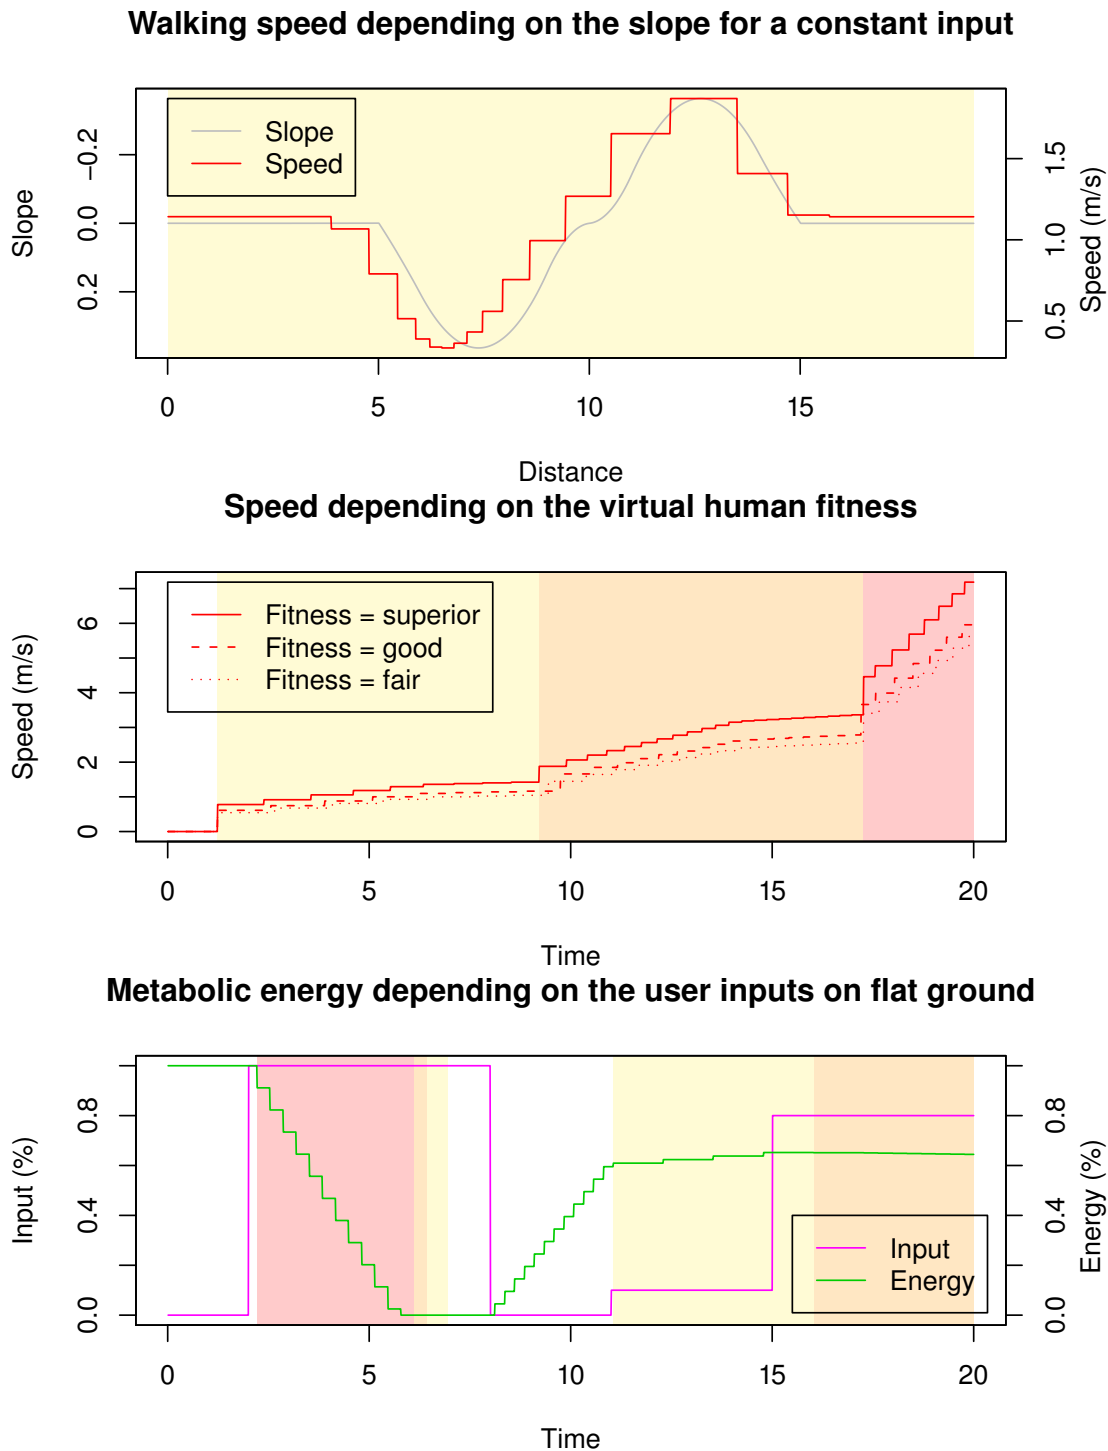 Walking speed depending on the slope for a constant input
Slope
Speed
Slope
Speed (m/s)
-0.2
0.0
0.2
1.5
1.0
0.5
0 5 10 15
Distance
Speed depending on the virtual human fitness
Fitness = superior
Fitness = good
Fitness = fair
Speed (m/s)
6
4
2
0
0 5 10 15 20
Time
Metabolic energy depending on the user inputs on flat ground
Input (%)
Energy (%)
0.8
0.4
0.0
0.8
0.4
0.0
Input
Energy
0 5 10 15 20
Time